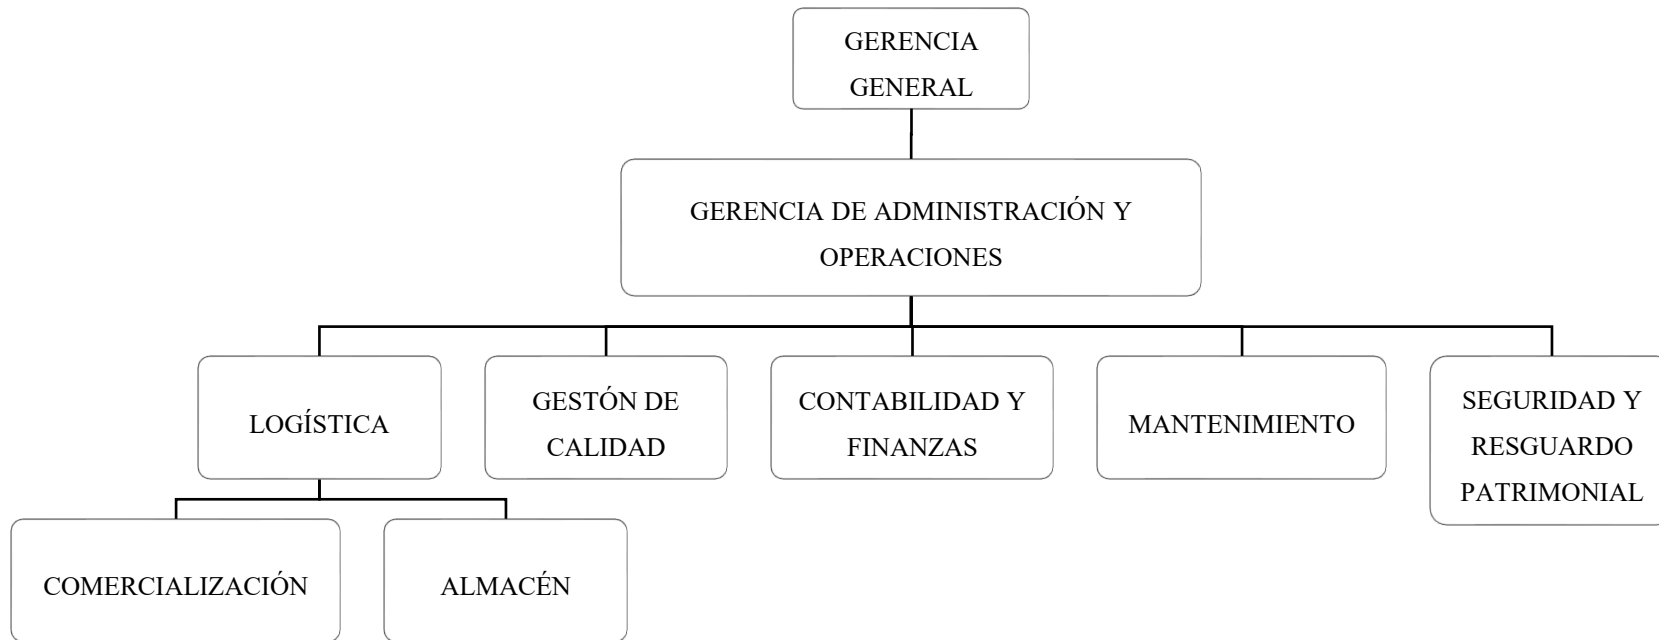 GERENCIA
GENERAL
GERENCIA DE ADMINISTRACIÓN Y
OPERACIONES
LOGÍSTICA
GESTÓN DE
CALIDAD
CONTABILIDAD Y
FINANZAS
MANTENIMIENTO
SEGURIDAD Y
RESGUARDO
PATRIMONIAL
COMERCIALIZACIÓN
ALMACÉN